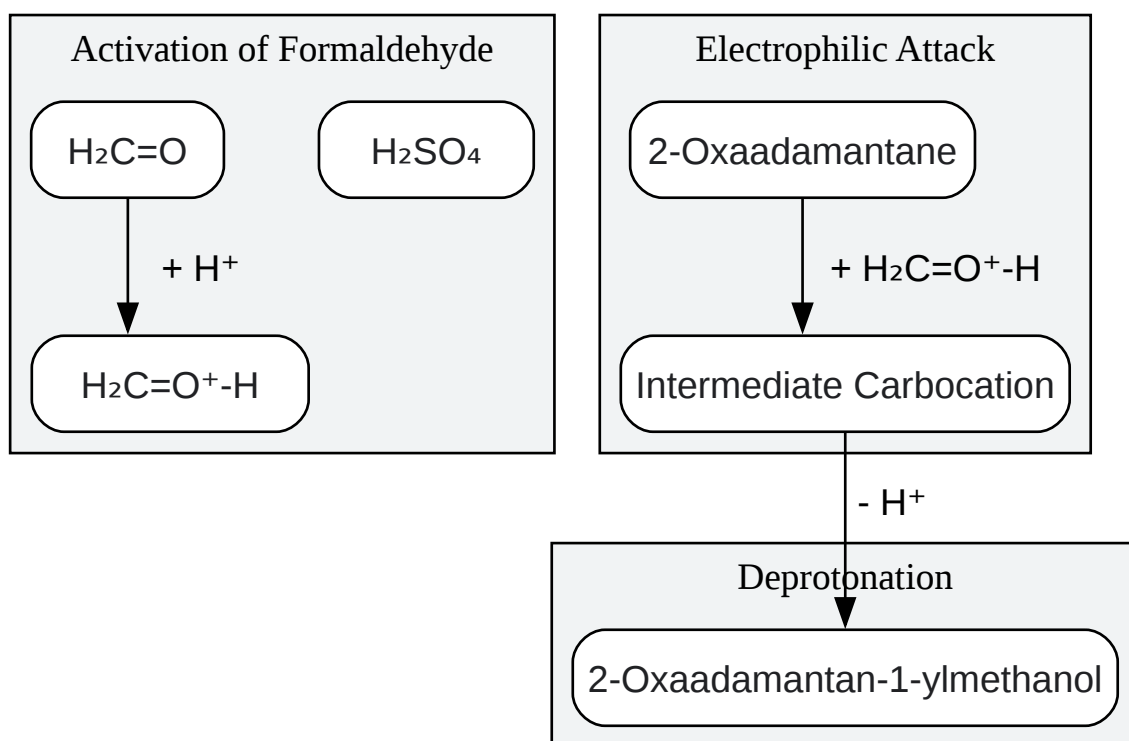 Activation of Formaldehyde
H₂C=O
H₂SO₄
+ H⁺
H₂C=O⁺-H
Electrophilic Attack
2-Oxaadamantane
+ H₂C=O⁺-H
Intermediate Carbocation
- H⁺
Deprotonation
2-Oxaadamantan-1-ylmethanol